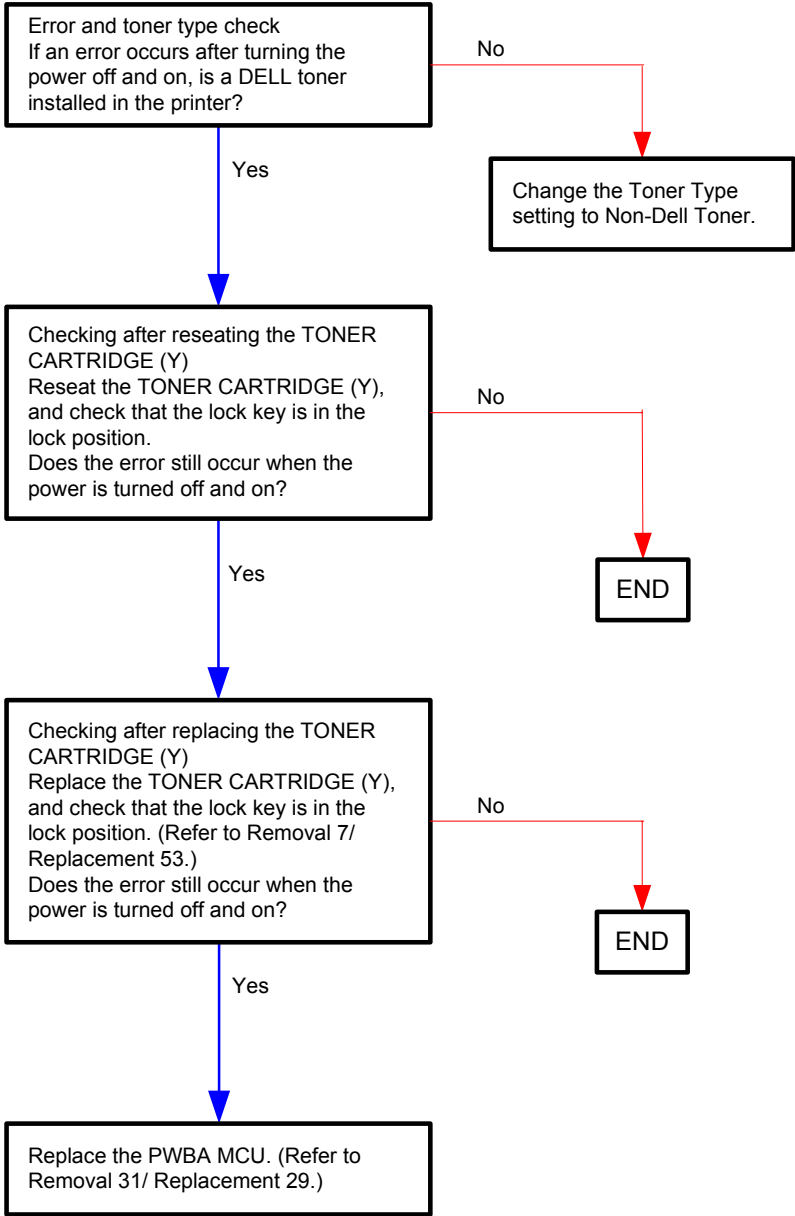 Error and toner type check
If an error occurs after turning the
power off and on, is a DELL toner
installed in the printer?
No
Yes
Change the Toner Type
setting to Non-Dell Toner.
Checking after reseating the TONER
CARTRIDGE (Y)
Reseat the TONER CARTRIDGE (Y),
and check that the lock key is in the
lock position.
Does the error still occur when the
power is turned off and on?
No
Yes
END
Checking after replacing the TONER
CARTRIDGE (Y)
Replace the TONER CARTRIDGE (Y),
and check that the lock key is in the
lock position. (Refer to Removal 7/
Replacement 53.)
Does the error still occur when the
power is turned off and on?
No
END
Yes
Replace the PWBA MCU. (Refer to
Removal 31/ Replacement 29.)